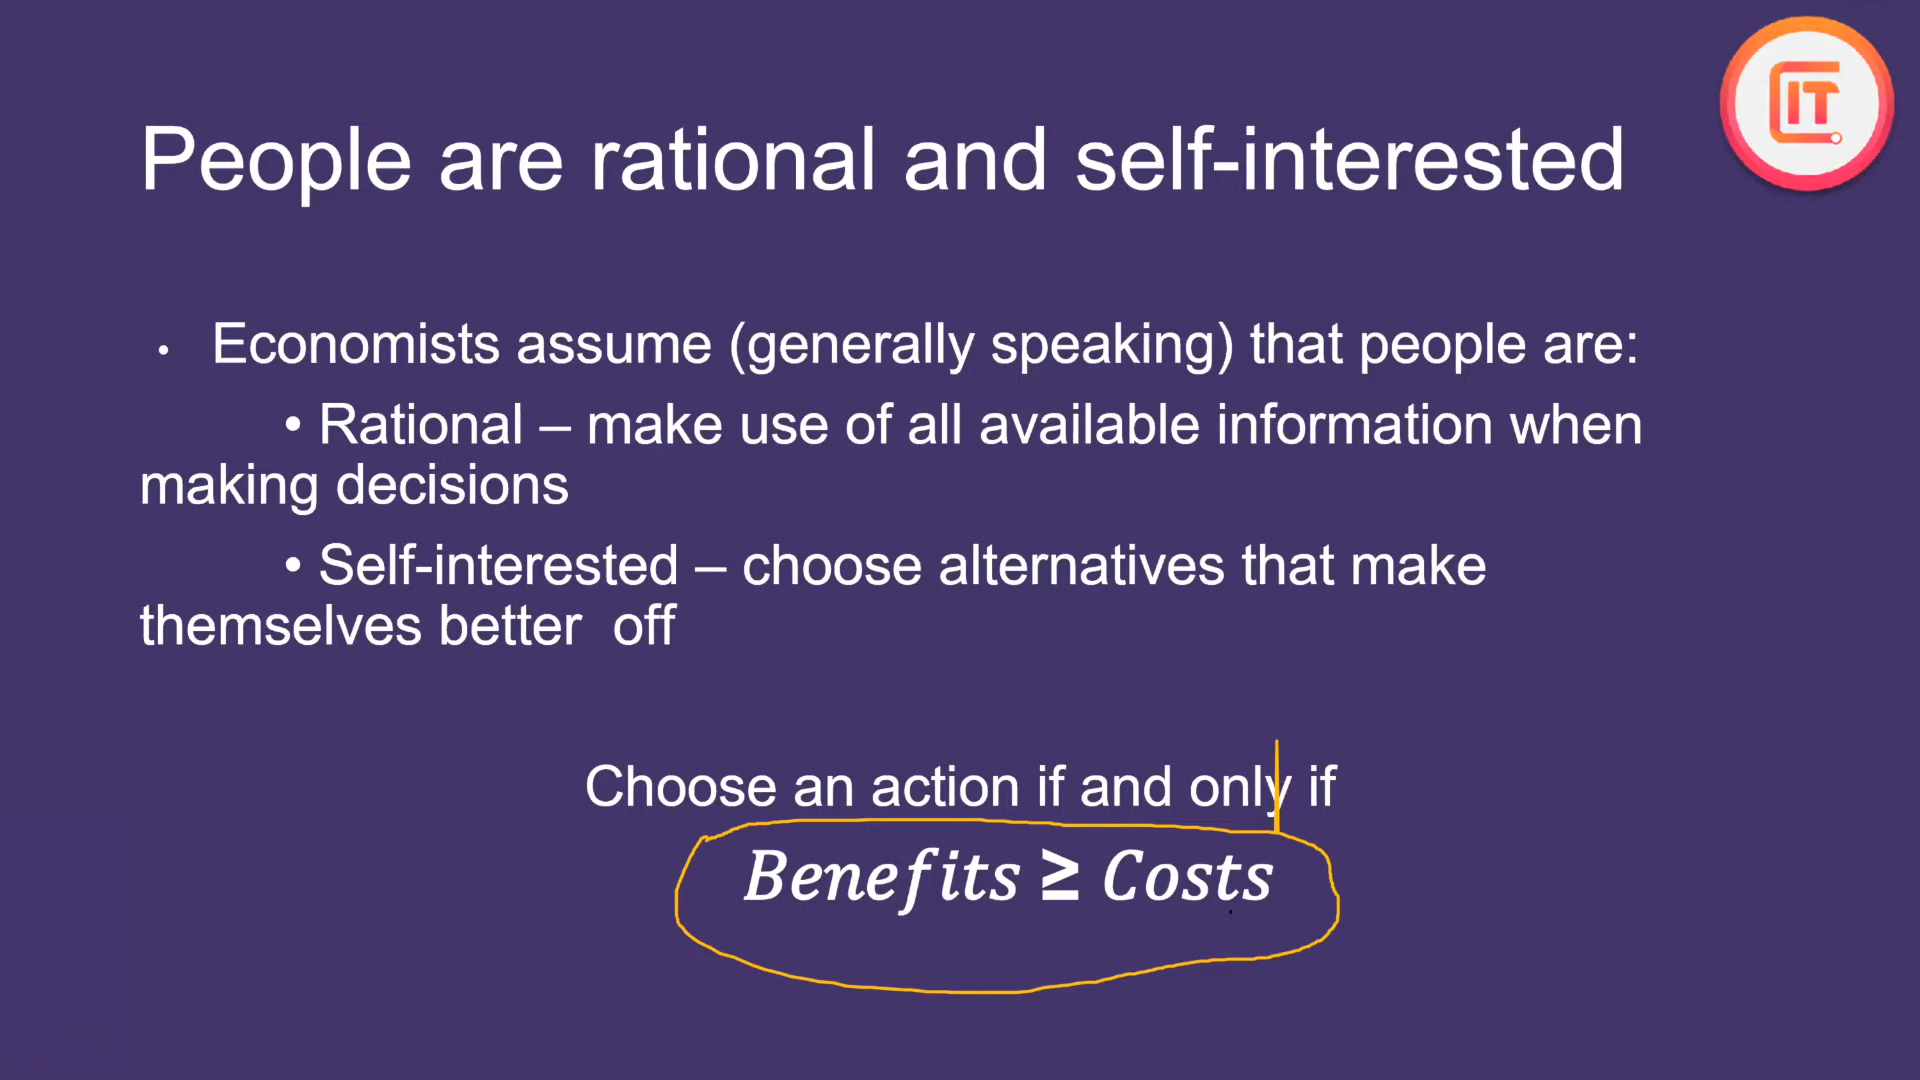 IT
People are rational and self-interested
• Economists assume (generally speaking) that people are:
• Rational – make use of all available information when
making decisions
• Self-interested – choose alternatives that make
themselves better off
Choose an action if and only if
Benefits ≥ Costs